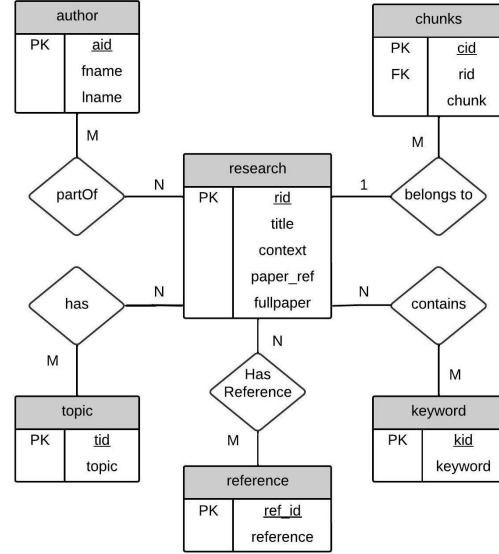 author
PK aid
fname
lname
chunks
PK cid
FK rid
chunk
M
M
partOf
N
research
PK rid
title
context
paper_ref
fullpaper
1
belongs to
has
N
N
contains
M
N
M
Has
Reference
M
topic
PK tid
topic
keyword
PK kid
keyword
reference
PK ref_id
reference